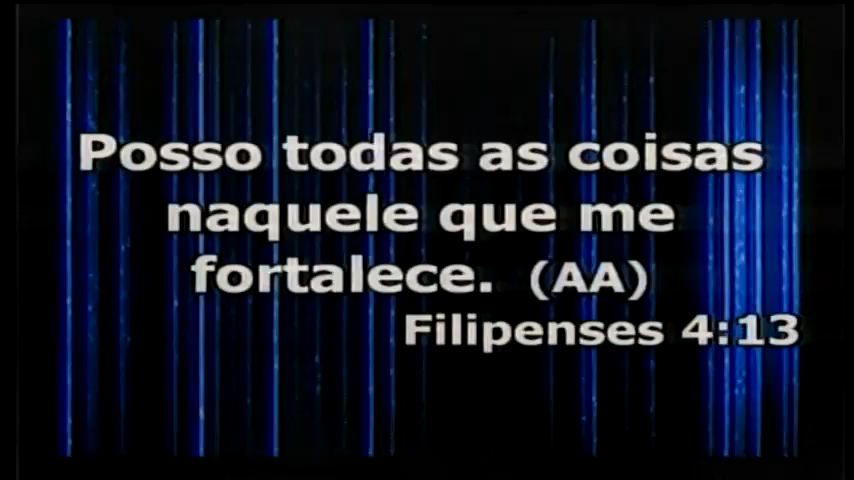 Posso todas as coisas
naquele que me
fortalece. (AA)
Filipenses 4:13